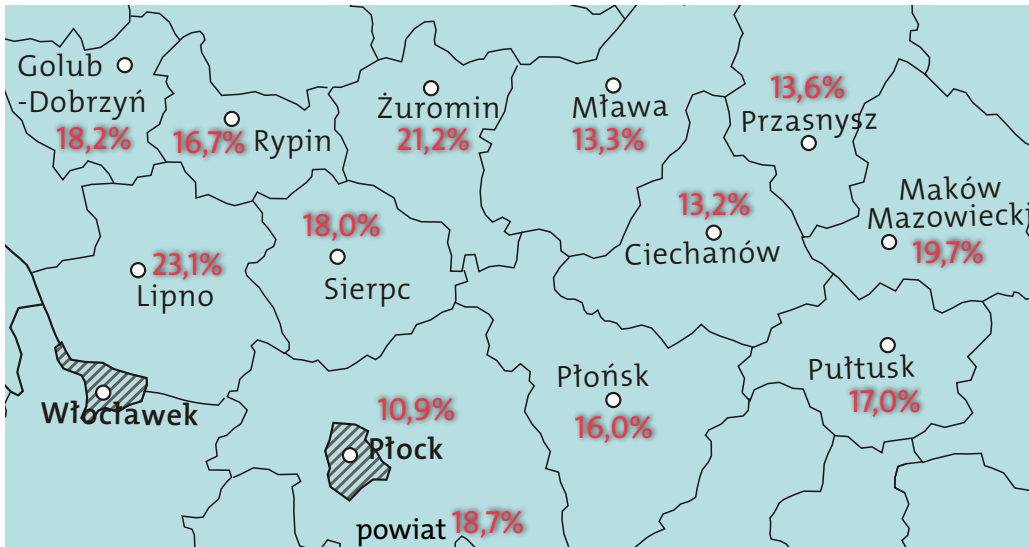 Golub
-Dobrzyń
18,2%
16,7% Rypin
Żuromin
21,2%
Mława
13,3%
13,6%
Przasnysz
Maków
Mazowiecki
19,7%
18,0%
Sierpc
13,2%
Ciechanów
23,1%
Lipno
Włocławek
10,9%
Płock
powiat 18,7%
Płońsk
16,0%
Pułtusk
17,0%